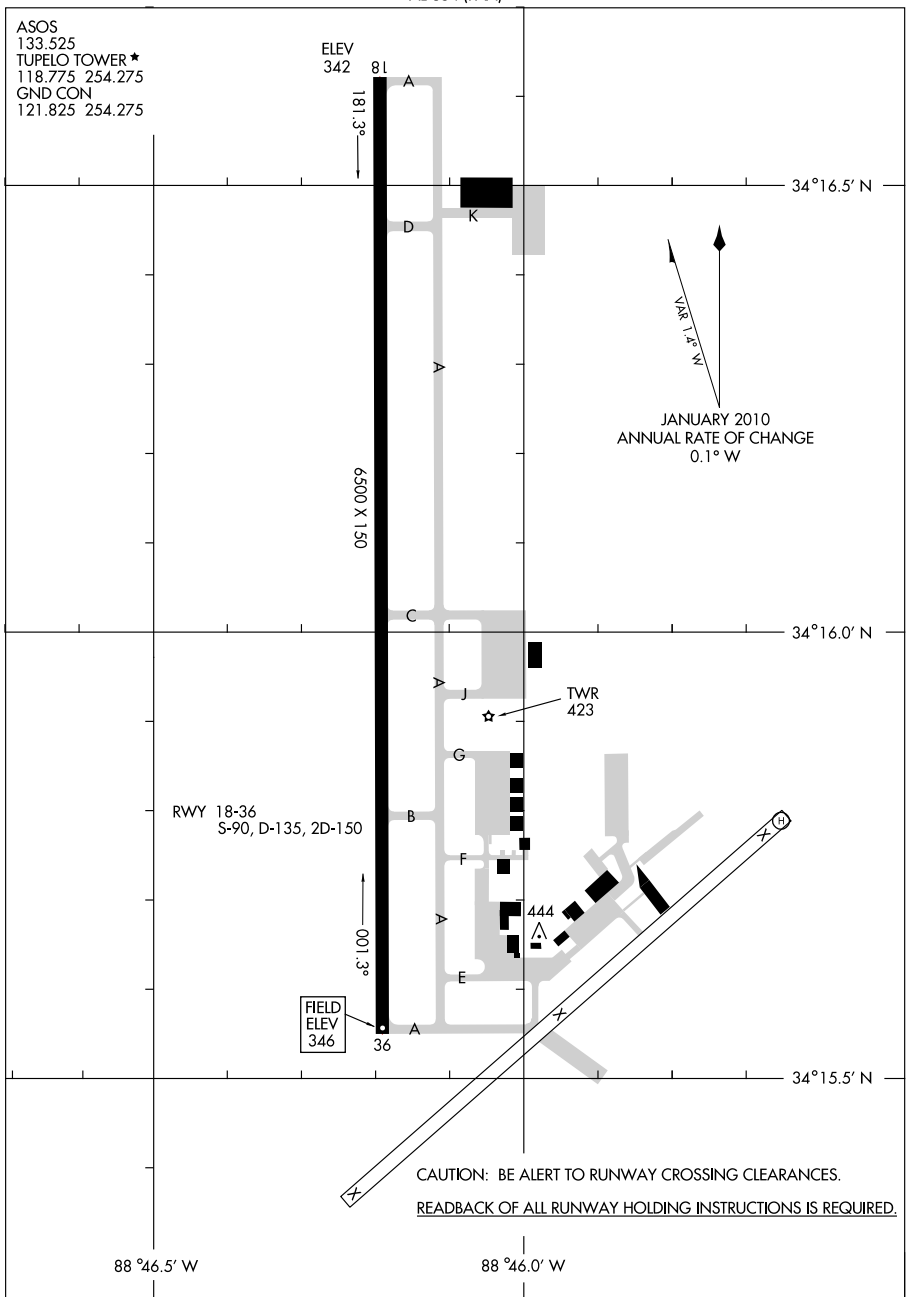 ASOS
133.525
TUPELO TOWER ★
118.775 254.275
GND CON
121.825 254.275
ELEV
342
18
A
181.3°
34°16.5' N
K
D
VAR 1.4° W
A
JANUARY 2010
ANNUAL RATE OF CHANGE
0.1° W
6500 X 150
C
34°16.0' N
A
J
TWR
423
G
RWY 18-36
S-90, D-135, 2D-150
B
H
X
F
444
A
001.3°
E
X
FIELD
ELEV
346
A
36
34°15.5' N
CAUTION: BE ALERT TO RUNWAY CROSSING CLEARANCES.
X
READBACK OF ALL RUNWAY HOLDING INSTRUCTIONS IS REQUIRED.
88 °46.5' W
88 °46.0' W